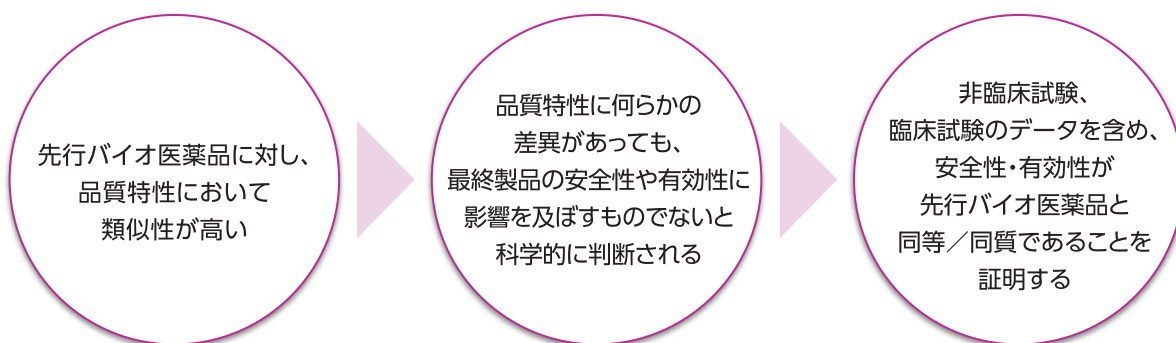 先行バイオ医薬品に対し、
品質特性において
類似性が高い
品質特性に何らかの
差異があっても、
最終製品の安全性や有効性に
影響を及ぼすものでないと
科学的に判断される
非臨床試験、
臨床試験のデータを含め、
安全性・有効性が
先行バイオ医薬品と
同等／同質であることを
証明する